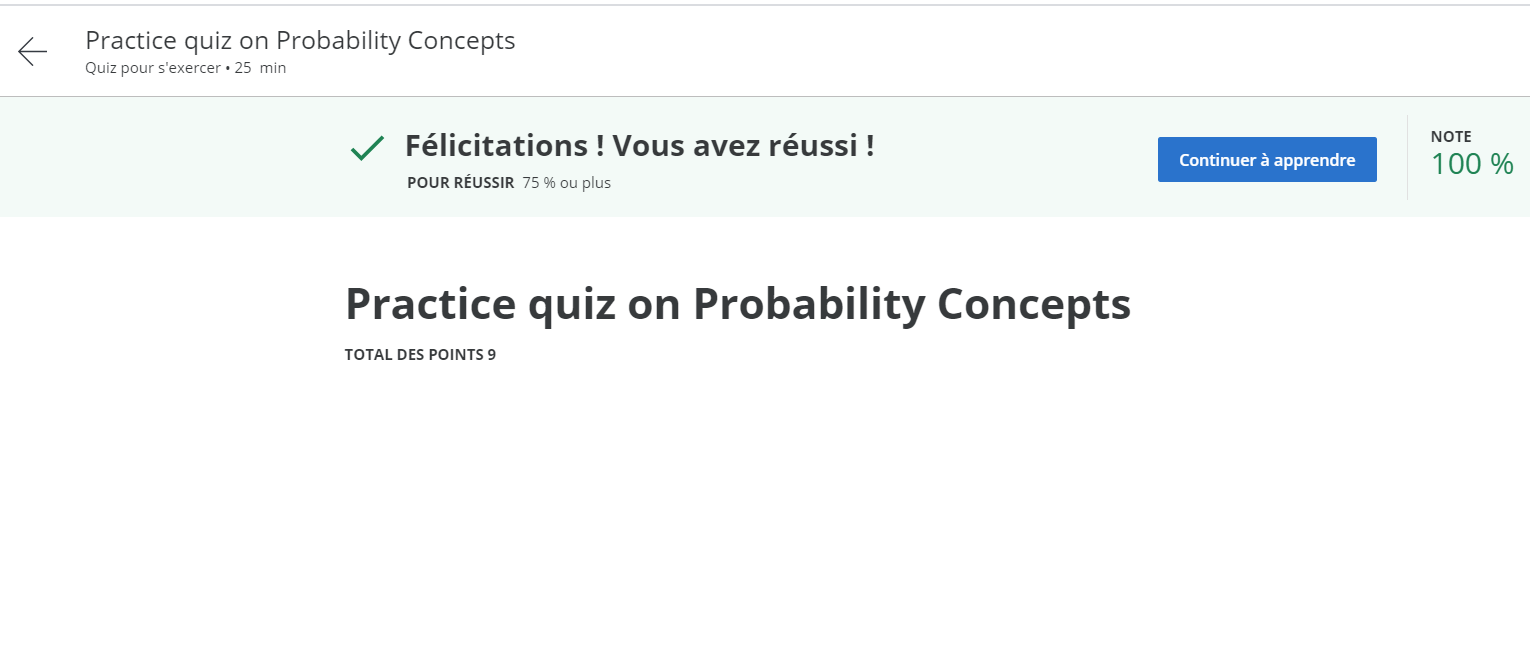 Practice quiz on Probability Concepts
Quiz pour s'exercer • 25 min
Félicitations ! Vous avez réussi !
POUR RÉUSSIR 75 % ou plus
Continuer à apprendre
NOTE
100 %
Practice quiz on Probability Concepts
TOTAL DES POINTS 9